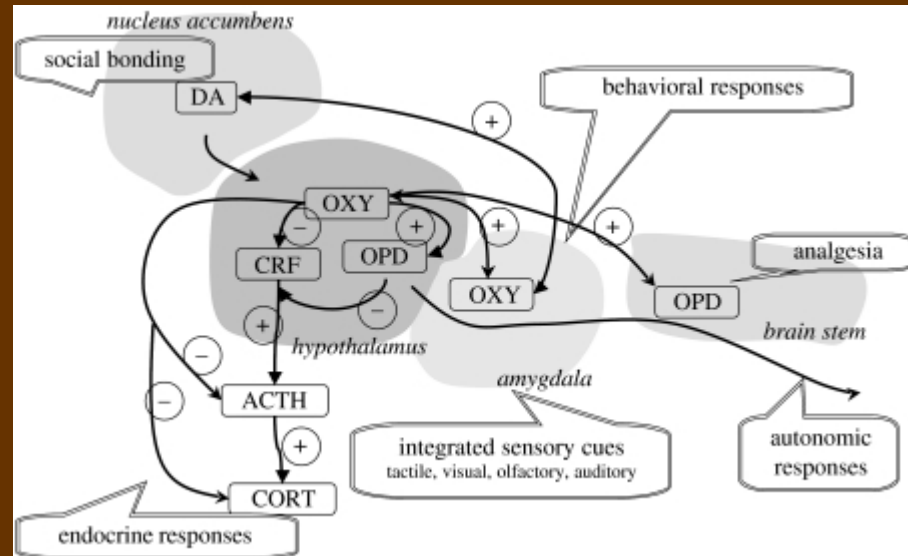 nucleus accumbens
social bonding
DA
behavioral responses
+
OXY
−
+
+
+
analgesia
CRF
OPD
OXY
OPD
+
−
brain stem
hypothalamus
−
amygdala
−
ACTH
+
integrated sensory cues
tactile, visual, olfactory, auditory
autonomic
responses
CORT
endocrine responses